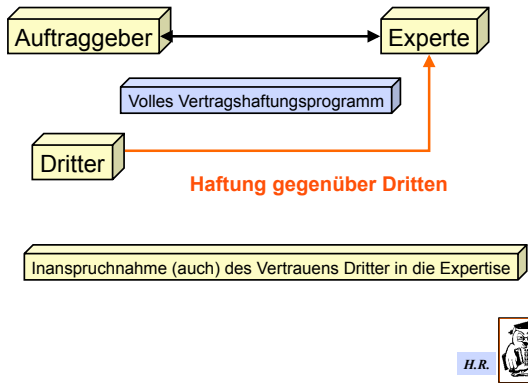 Auftraggeber
Experte
Volles Vertragshaftungsprogramm
Dritter
Haftung gegenüber Dritten
Inanspruchnahme (auch) des Vertrauens Dritter in die Expertise
H.R.